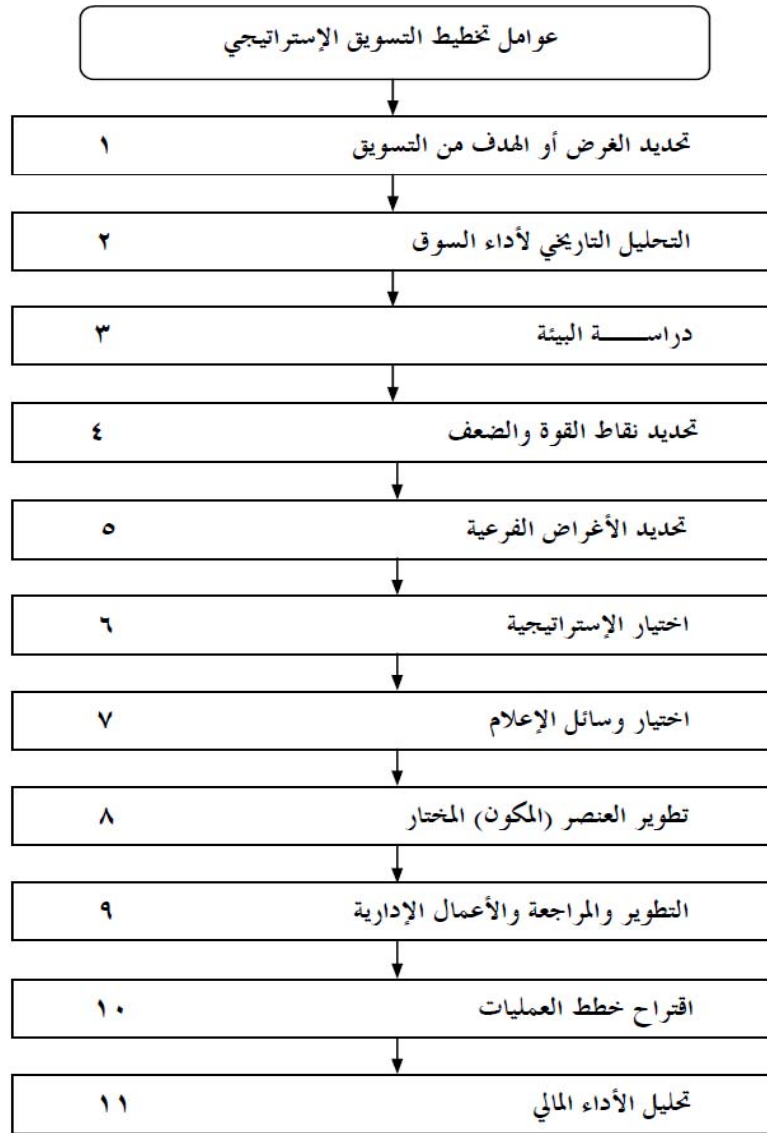 عوامل تخطيط التسويق الإستراتيجي
تحديد الغرض أو الهدف من التسويق ١
التحليل التاريخي لأداء السوق ٢
دراســـــة البيئة ٣
تحديد نقاط القوة والضعف ٤
تحديد الأغراض الفرعية ٥
اختيار الإستراتيجية ٦
اختيار وسائل الإعلام ٧
تطوير العنصر (المكون) المختار ٨
التطوير والمراجعة والأعمال الإدارية ٩
اقتراح خطط العمليات ١٠
تحليل الأداء المالي ١١